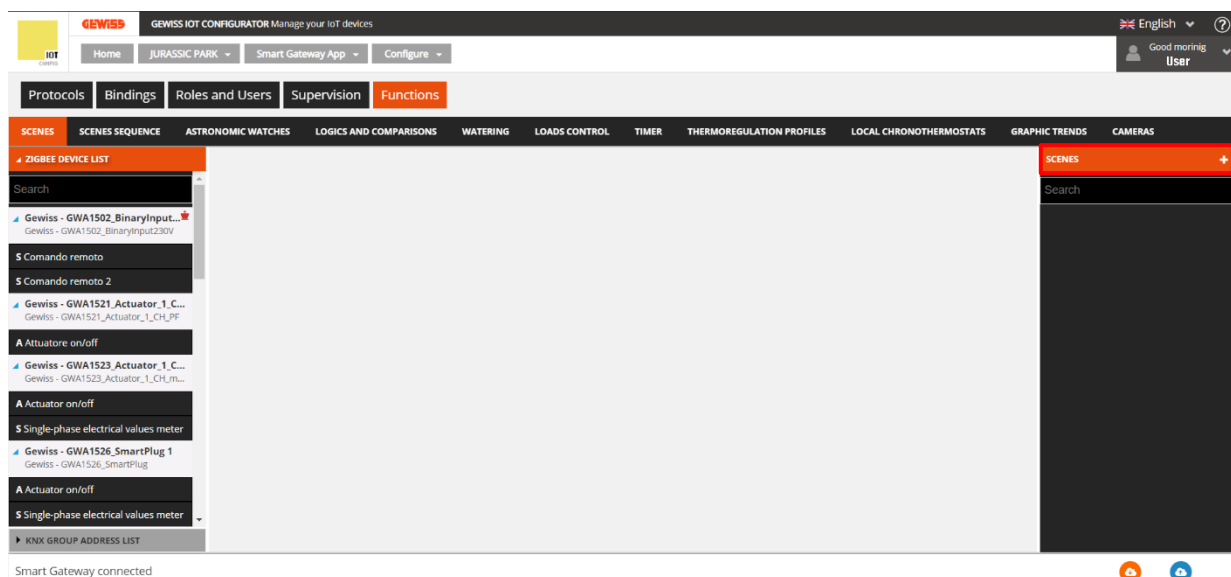 GEWISS
GEWISS IOT CONFIGURATOR Manage your IoT devices
English
?
IOT
CONFIG
Home
JURASSIC PARK
Smart Gateway App
Configure
Good morinig
User
Protocols
Bindings
Roles and Users
Supervision
Functions
SCENES
SCENES SEQUENCE
ASTRONOMIC WATCHES
LOGICS AND COMPARISONS
WATERING
LOADS CONTROL
TIMER
THERMOREGULATION PROFILES
LOCAL CHRONOTHERMOSTATS
GRAPHIC TRENDS
CAMERAS
ZIGBEE DEVICE LIST
Search
Gewiss - GWA1502_BinaryInput...
Gewiss - GWA1502_BinaryInput230V
S Comando remoto
S Comando remoto 2
Gewiss - GWA1521_Actuator_1_C...
Gewiss - GWA1521_Actuator_1_CH_PF
A Attuatore on/off
Gewiss - GWA1523_Actuator_1_C...
Gewiss - GWA1523_Actuator_1_CH_m...
A Actuator on/off
S Single-phase electrical values meter
Gewiss - GWA1526_SmartPlug 1
Gewiss - GWA1526_SmartPlug
A Actuator on/off
S Single-phase electrical values meter
KNX GROUP ADDRESS LIST
SCENES +
Search
Smart Gateway connected